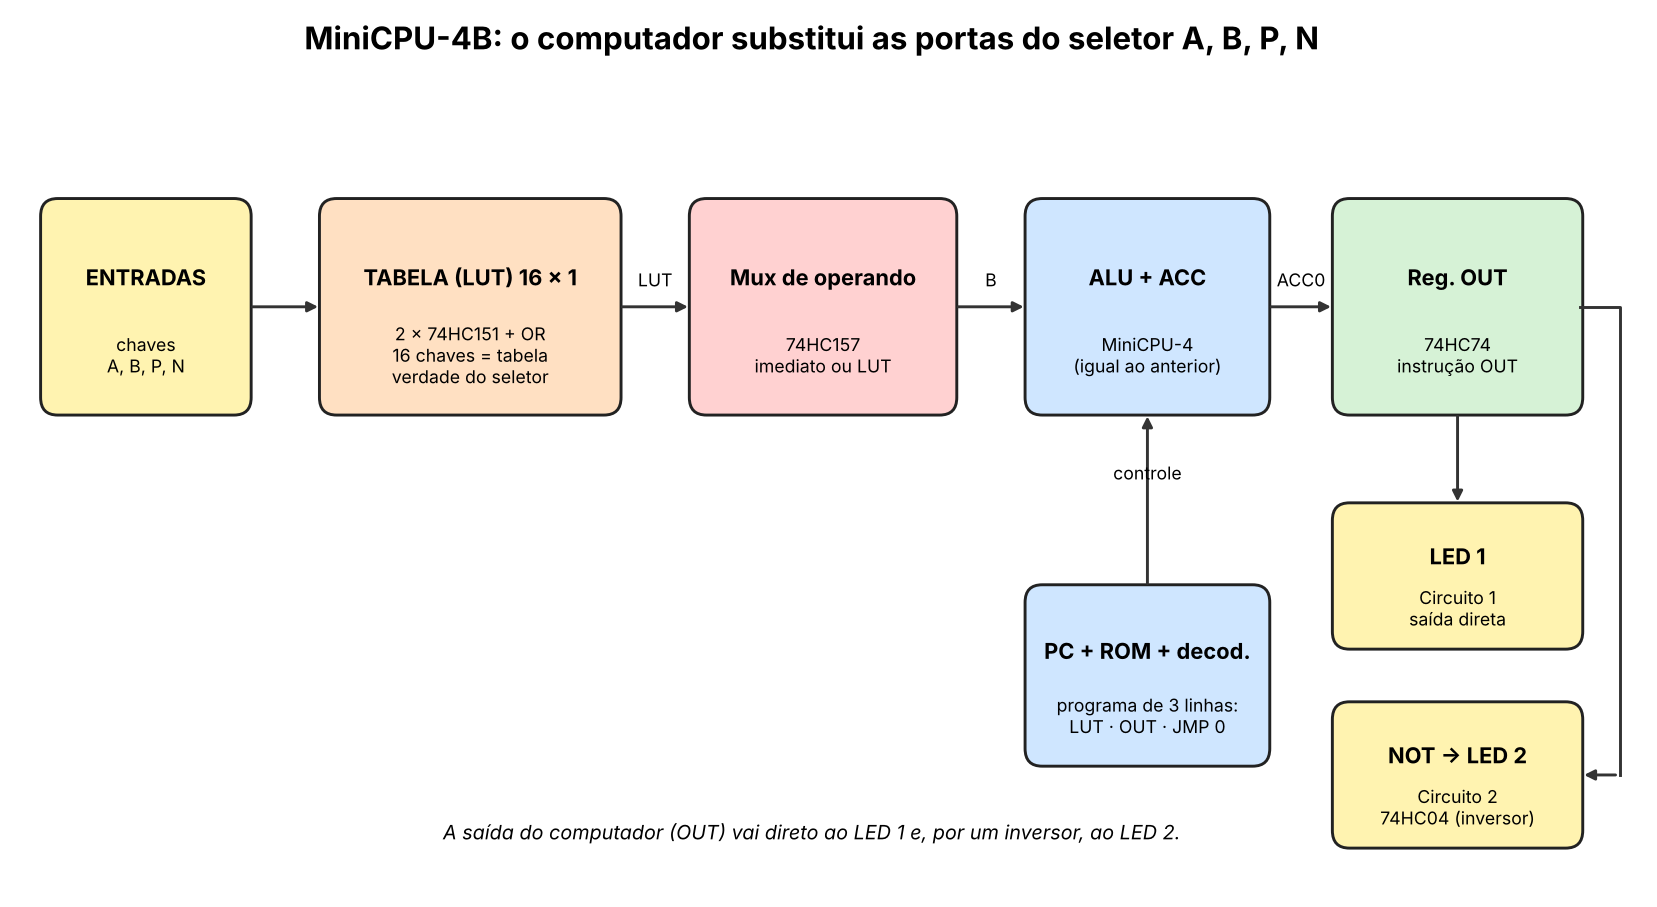 MiniCPU-4B: o computador substitui as portas do seletor A, B, P, N
ENTRADAS
chaves
A, B, P, N
TABELA (LUT) 16 × 1
2 × 74HC151 + OR
16 chaves = tabela
verdade do seletor
LUT
Mux de operando
74HC157
imediato ou LUT
B
ALU + ACC
MiniCPU-4
(igual ao anterior)
ACC0
Reg. OUT
74HC74
instrução OUT
controle
LED 1
Circuito 1
saída direta
PC + ROM + decod.
programa de 3 linhas:
LUT · OUT · JMP 0
NOT → LED 2
Circuito 2
74HC04 (inversor)
A saída do computador (OUT) vai direto ao LED 1 e, por um inversor, ao LED 2.